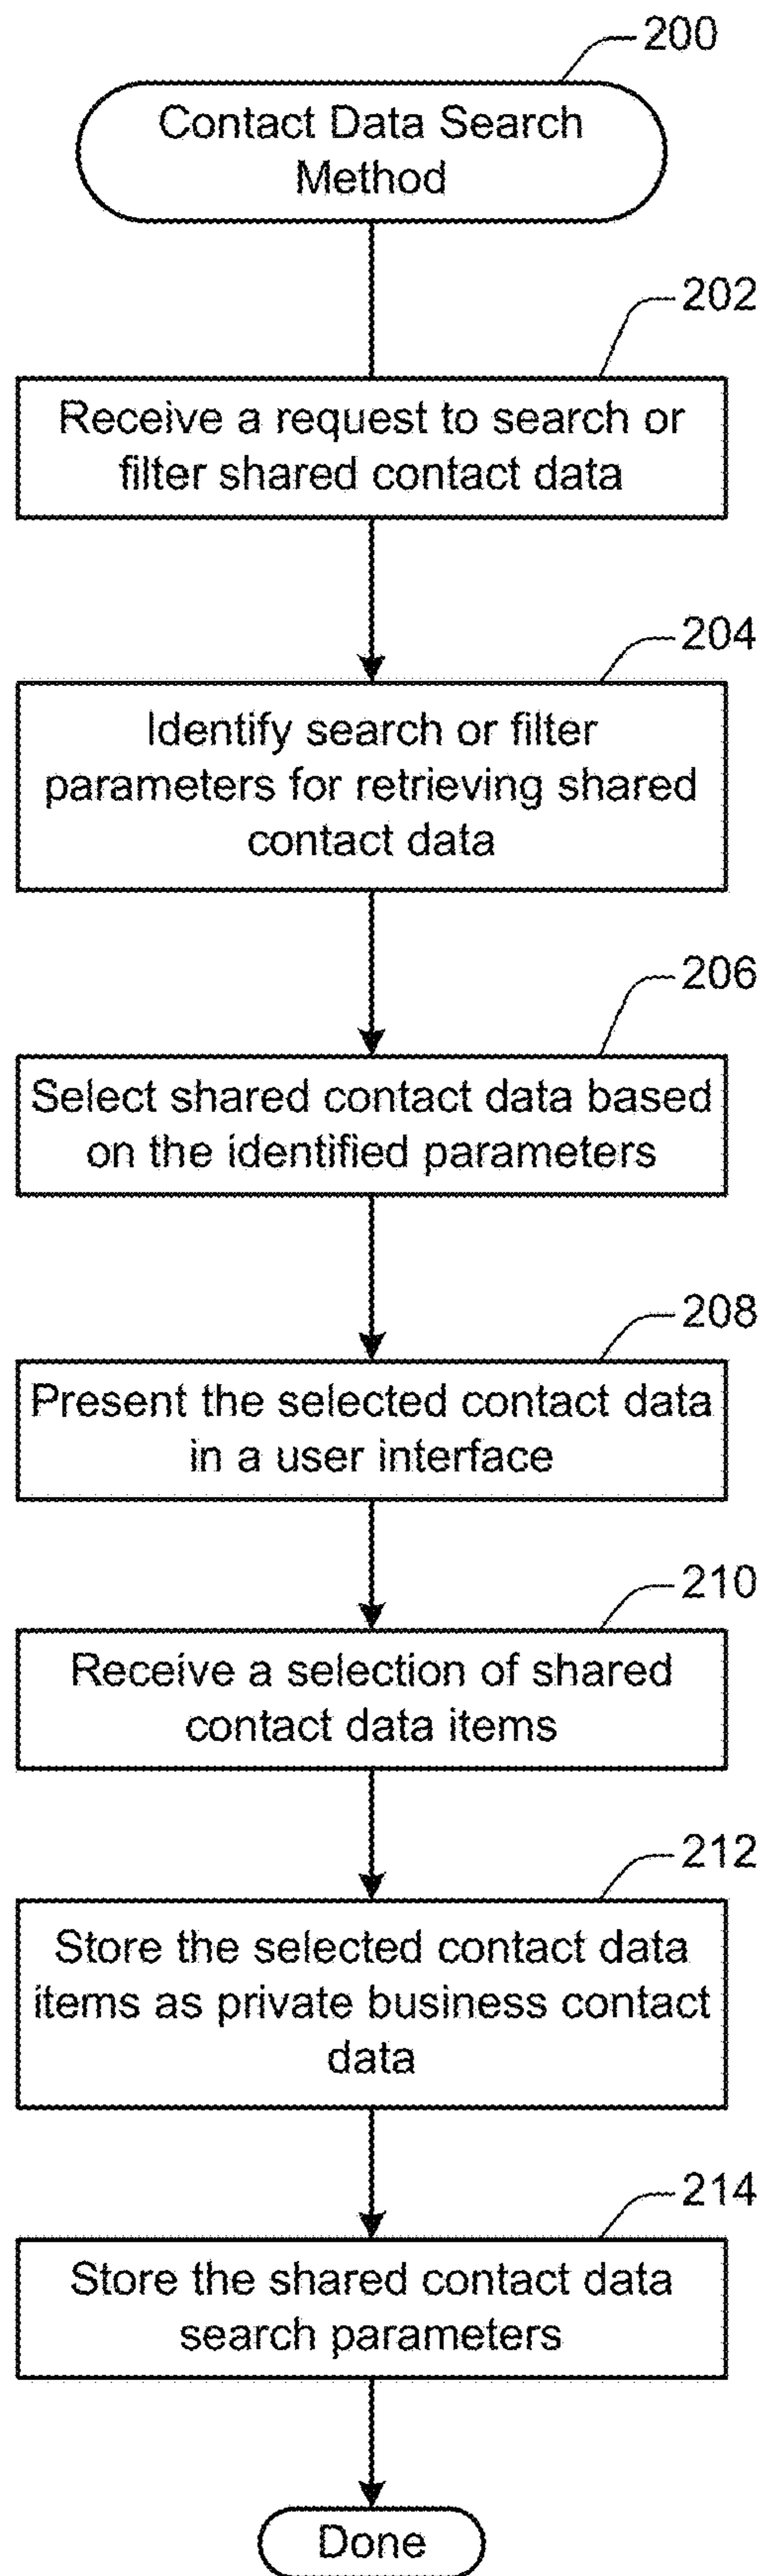 200
Contact Data Search
Method
202
Receive a request to search or
filter shared contact data
204
Identify search or filter
parameters for retrieving shared
contact data
206
Select shared contact data based
on the identified parameters
208
Present the selected contact data
in a user interface
210
Receive a selection of shared
contact data items
212
Store the selected contact data
items as private business contact
data
214
Store the shared contact data
search parameters
Done